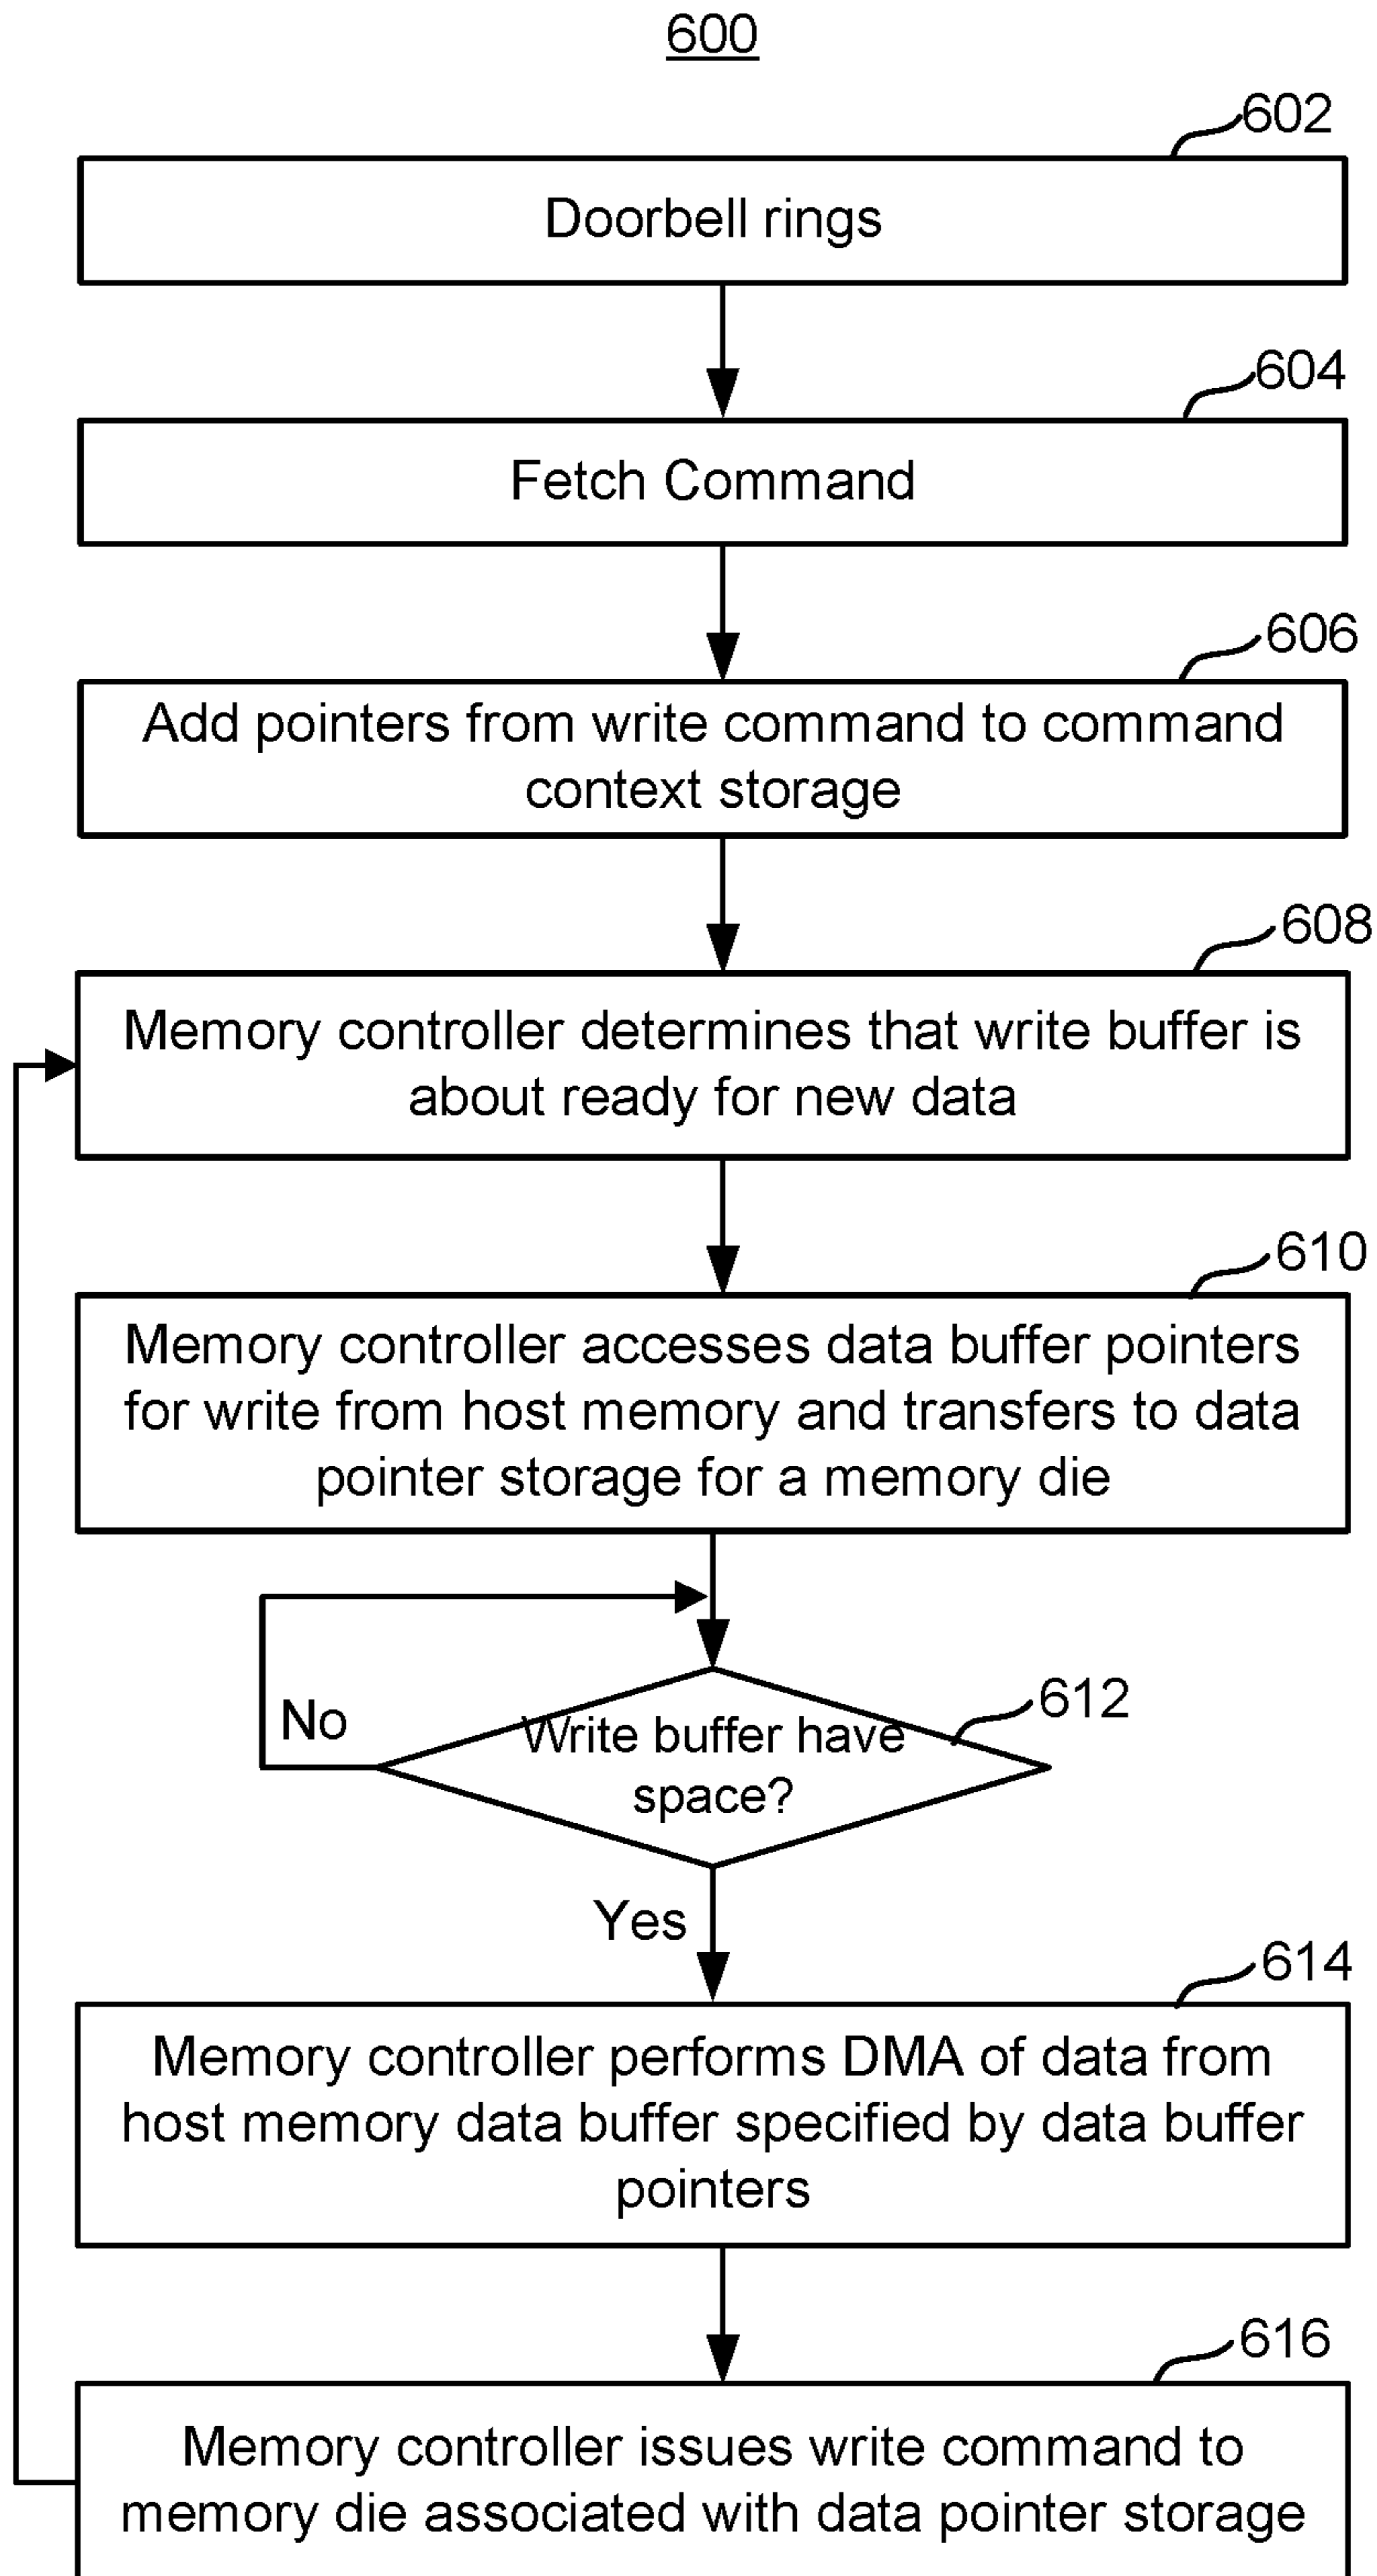 600
602
Doorbell rings
604
Fetch Command
606
Add pointers from write command to command
context storage
608
Memory controller determines that write buffer is
about ready for new data
610
Memory controller accesses data buffer pointers
for write from host memory and transfers to data
pointer storage for a memory die
612
No
Write buffer have
space?
Yes
614
Memory controller performs DMA of data from
host memory data buffer specified by data buffer
pointers
616
Memory controller issues write command to
memory die associated with data pointer storage